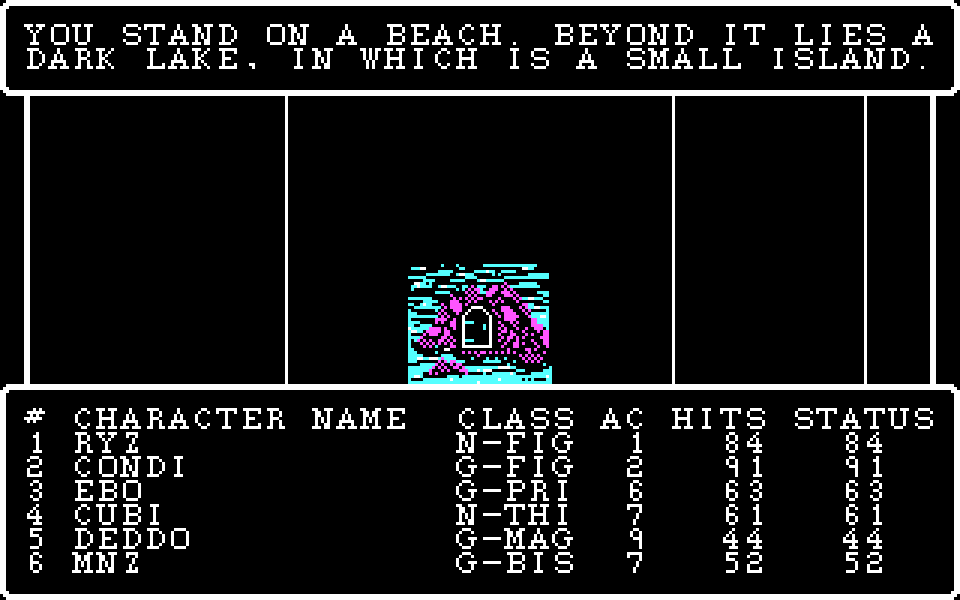 YOU STAND ON A BEACH. BEYOND IT LIES A
DARK LAKE, IN WHICH IS A SMALL ISLAND.
# CHARACTER NAME CLASS AC HITS STATUS
1 RYZ N-FIG 1 84 84
2 CONDI G-FIG 2 91 91
3 EBO G-PRI 6 63 63
4 CUBI N-THI 7 61 61
5 DEDDO G-MAG 9 44 44
6 MNZ G-BIS 7 52 52